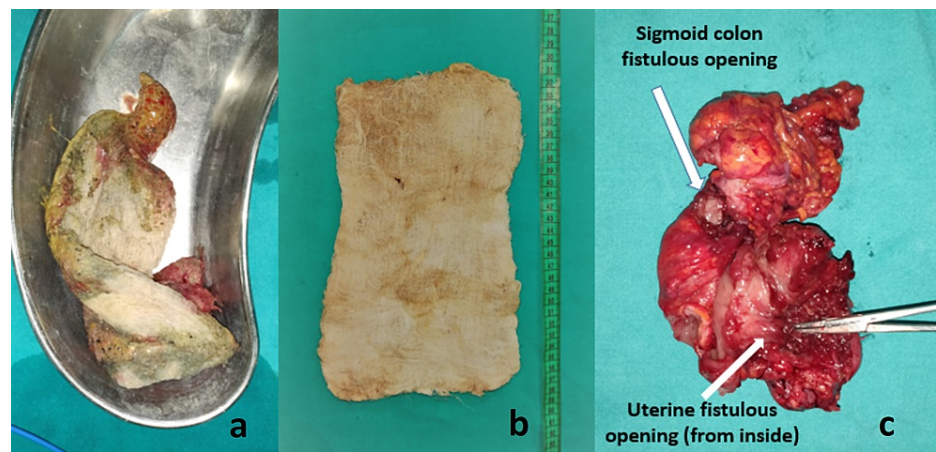 Sigmoid colon
fistulous opening
Uterine fistulous
opening (from inside)
a
b
c